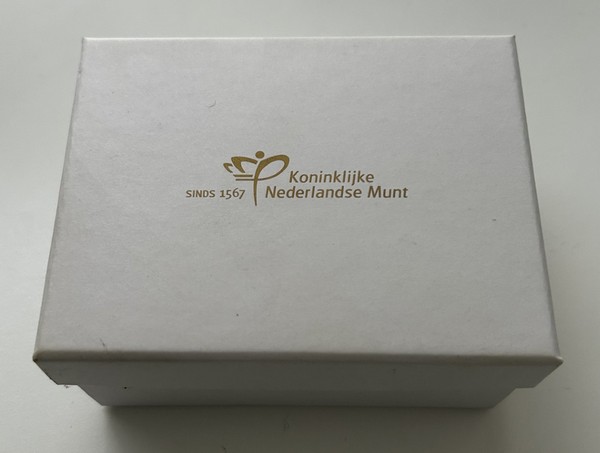 Koninklijke
SINDS 1567 Nederlandse Munt